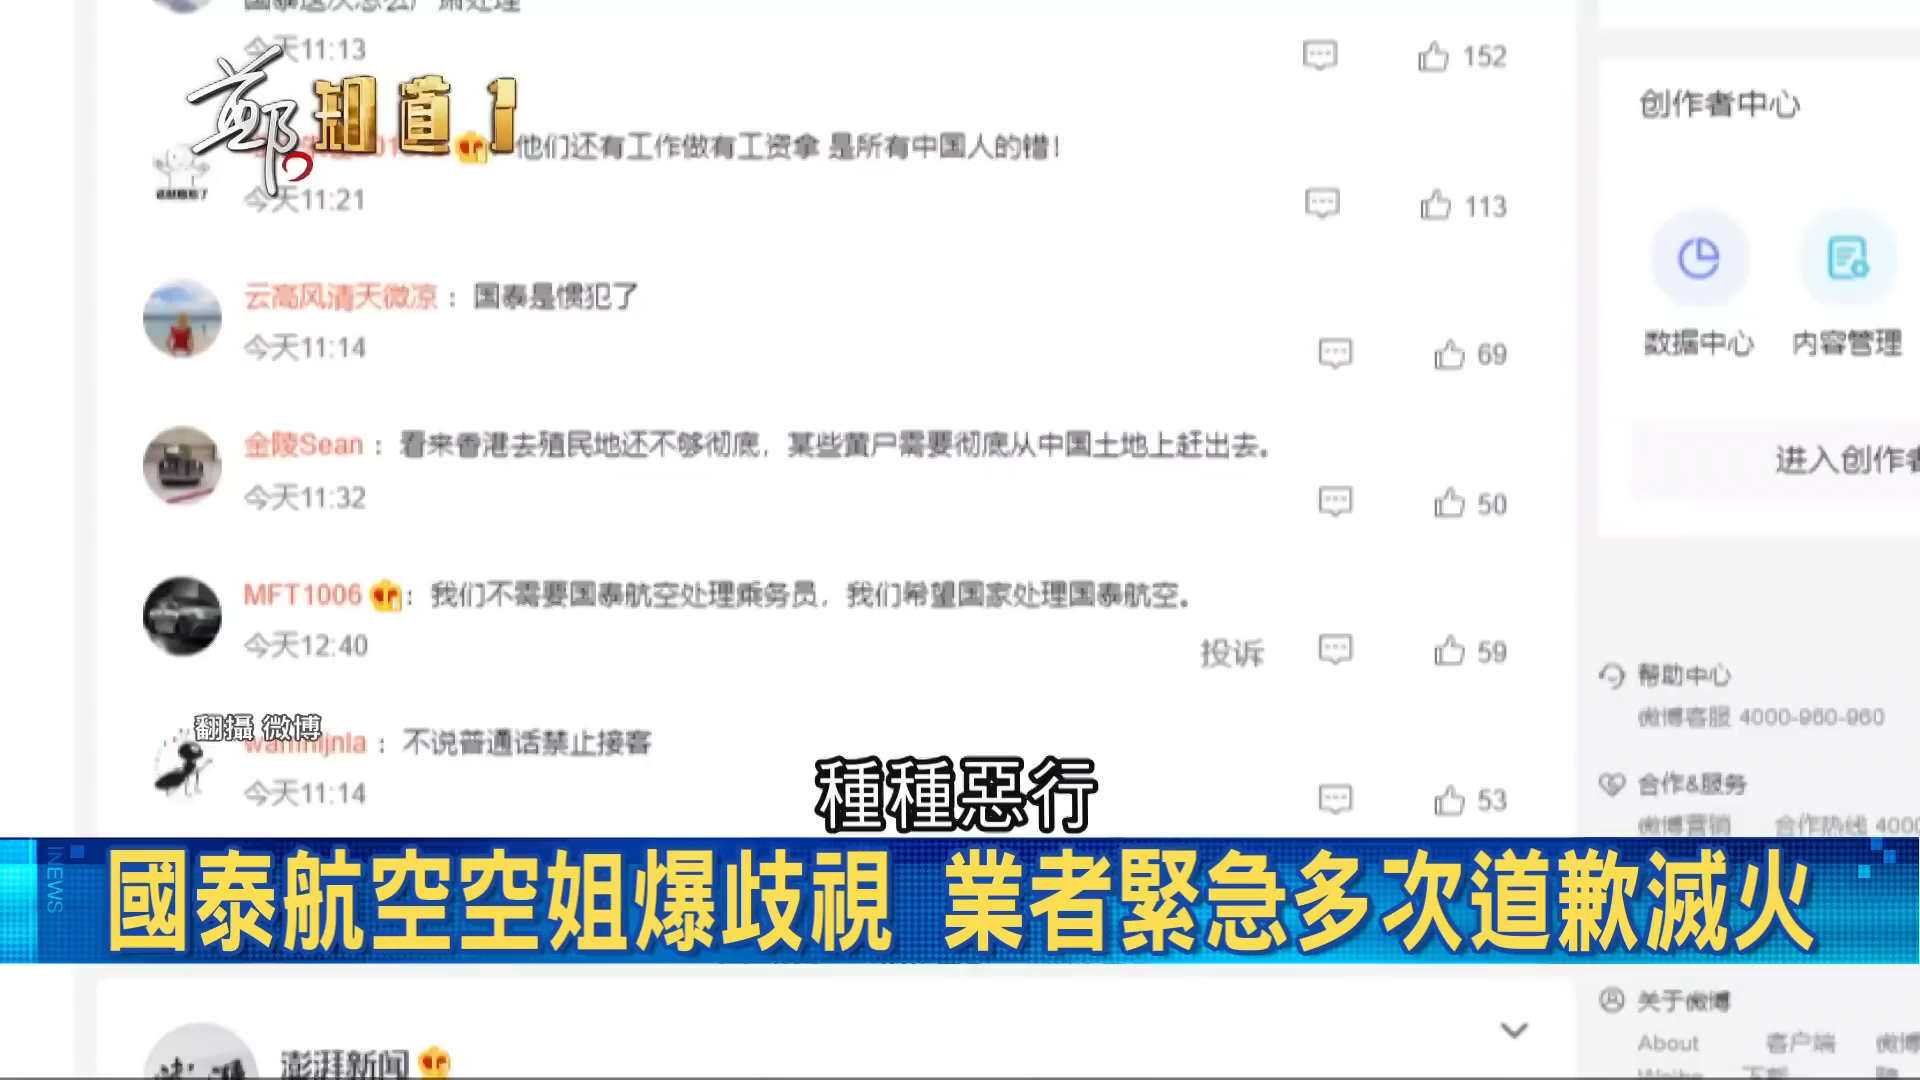 今天11:13
152
鄭知道了
他们还有工作做有工资拿 是所有中国人的错！
今天11:21
113
云高风清天微凉：国泰是惯犯了
今天11:14
69
金陵Sean：看来香港去殖民地还不够彻底，某些黄尸需要彻底从中国土地上赶出去。
今天11:32
50
MFT1006：我们不需要国泰航空处理乘务员，我们希望国家处理国泰航空。
今天12:40
投诉
59
翻攝 微博
不说普通话禁止接客
今天11:14
53
创作者中心
数据中心 内容管理
进入创作者
帮助中心
微博客服 4000-960-960
合作&服务
微博营销 合作热线 4000
種種惡行
INEWS
國泰航空空姐爆歧視 業者緊急多次道歉滅火
澎湃新闻
关于微博
About 客户端 微博